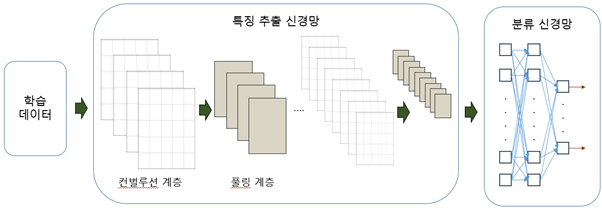 특징 추출 신경망
분류 신경망
학습
데이터
....
컨벌루션 계층
풀링 계층